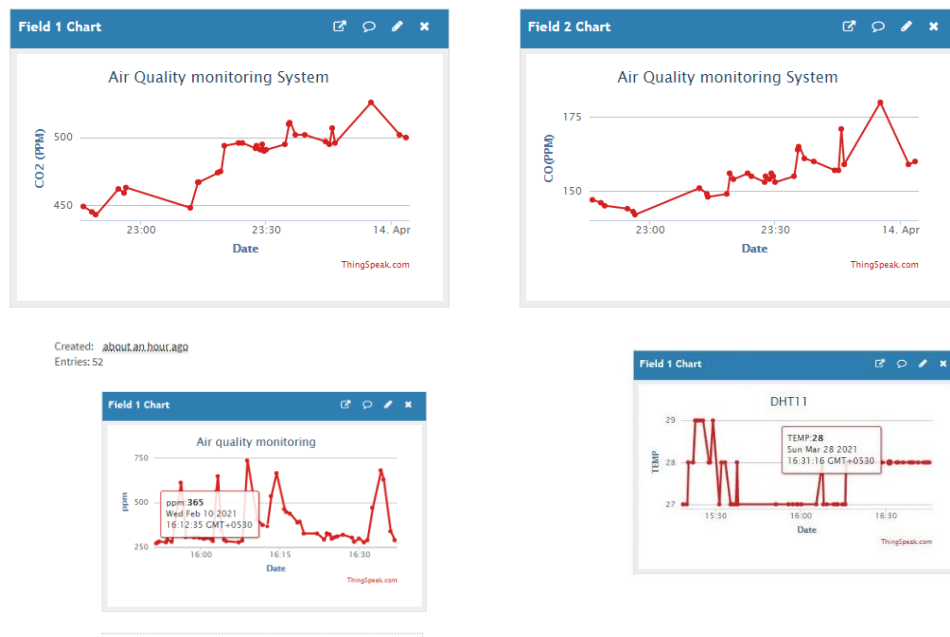 Field 1 Chart
Air Quality monitoring System
CO2 (PPM)
500
450
23:00 23:30 14. Apr
Date
ThingSpeak.com
Field 2 Chart
Air Quality monitoring System
CO(PPM)
175
150
23:00 23:30 14. Apr
Date
ThingSpeak.com
Created: about an hour ago
Entries: 52
Field 1 Chart
Air quality monitoring
ppm
750
500
250
ppm:365
Wed Feb 10 2021
16:12:35 GMT+0530
16:00 16:15 16:30
Date
ThingSpeak.com
Field 1 Chart
DHT11
TEMP
29
28
27
TEMP:28
Sun Mar 28 2021
16:31:16 GMT+0530
15:30 16:00 16:30
Date
ThingSpeak.com